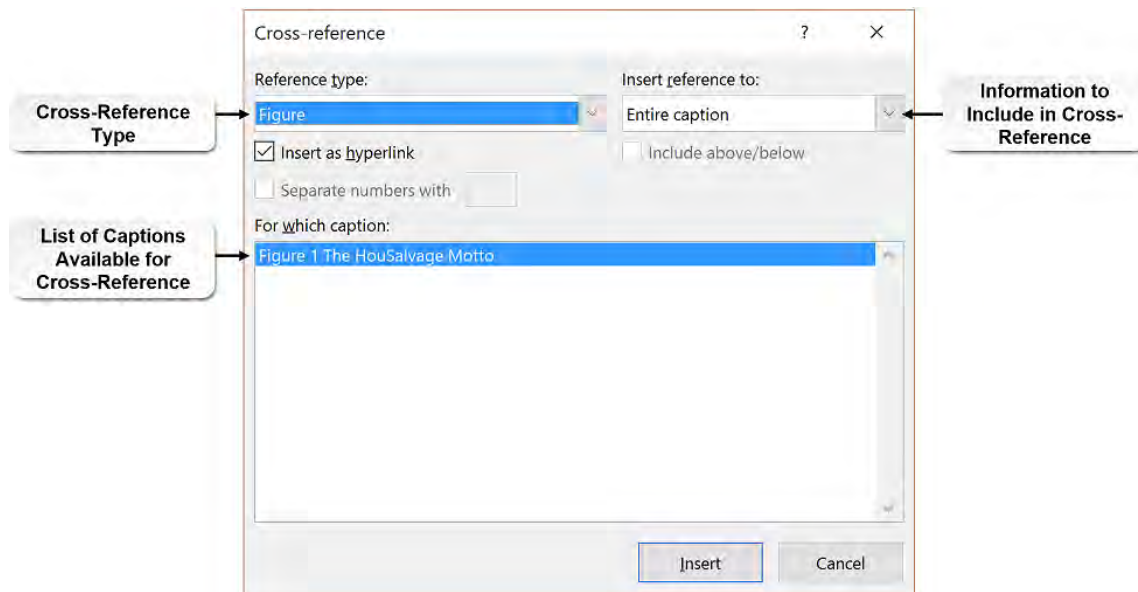 Cross-reference ? ×
Reference type:
Insert reference to:
Cross-Reference
Type
Figure
Entire caption
Information to
Include in Cross-
Reference
Insert as hyperlink
Include above/below
Separate numbers with
For which caption:
List of Captions
Available for
Cross-Reference
Figure 1 The HouSalvage Motto
Insert
Cancel